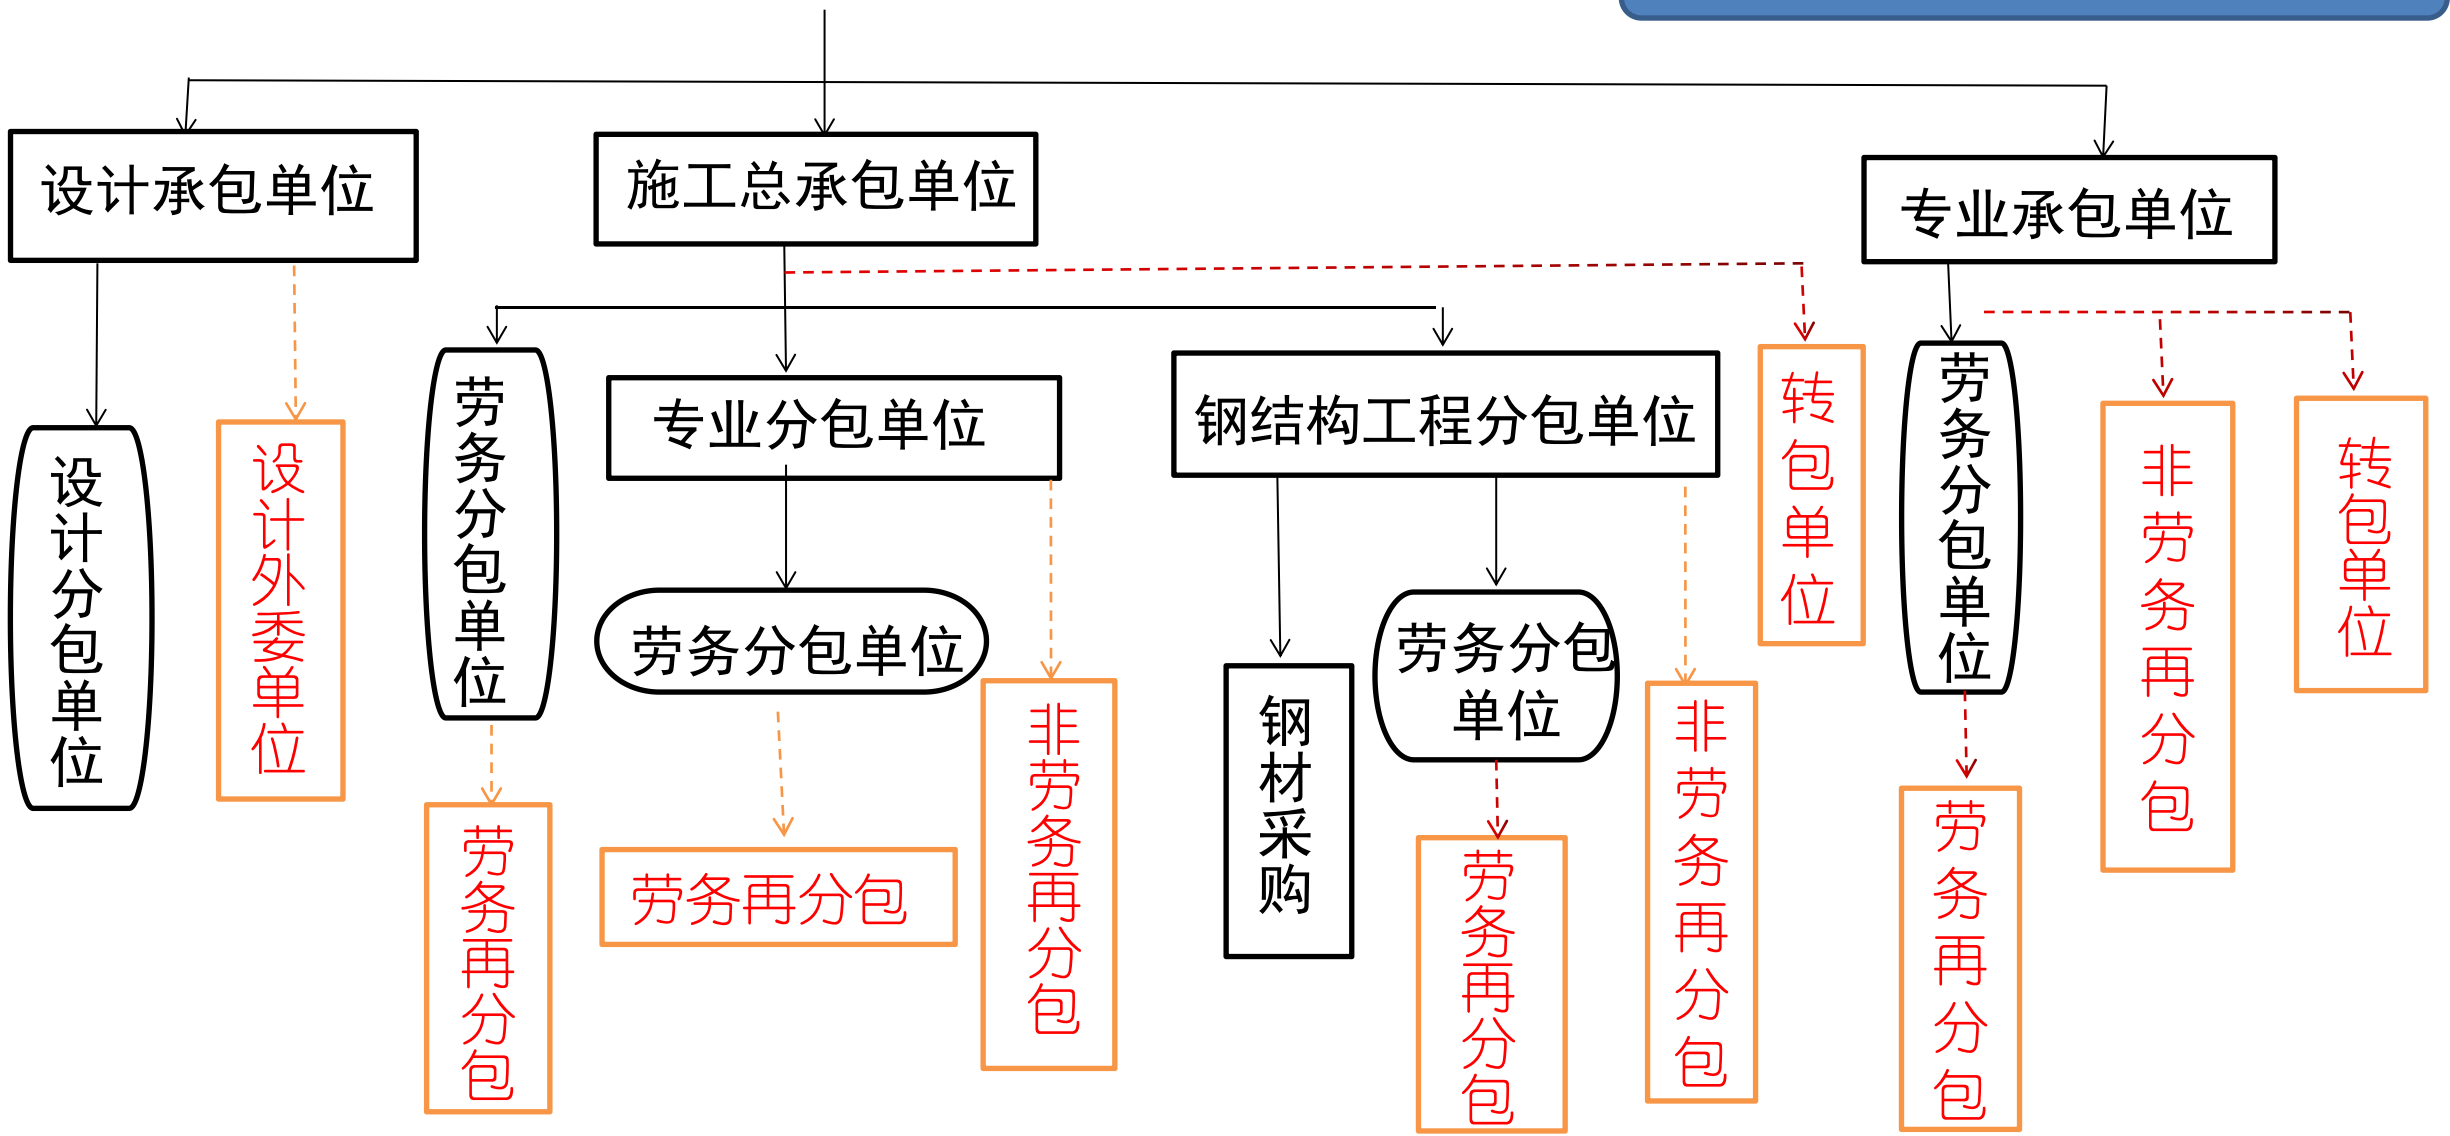 设计承包单位
施工总承包单位
专业承包单位
设计分包单位
设计外委单位
劳务分包单位
专业分包单位
钢结构工程分包单位
转包单位
劳务分包单位
非劳务再分包
转包单位
劳务分包单位
非劳务再分包
钢材采购
劳务分包
单位
非劳务再分包
劳务再分包
劳务再分包
劳务再分包
劳务再分包